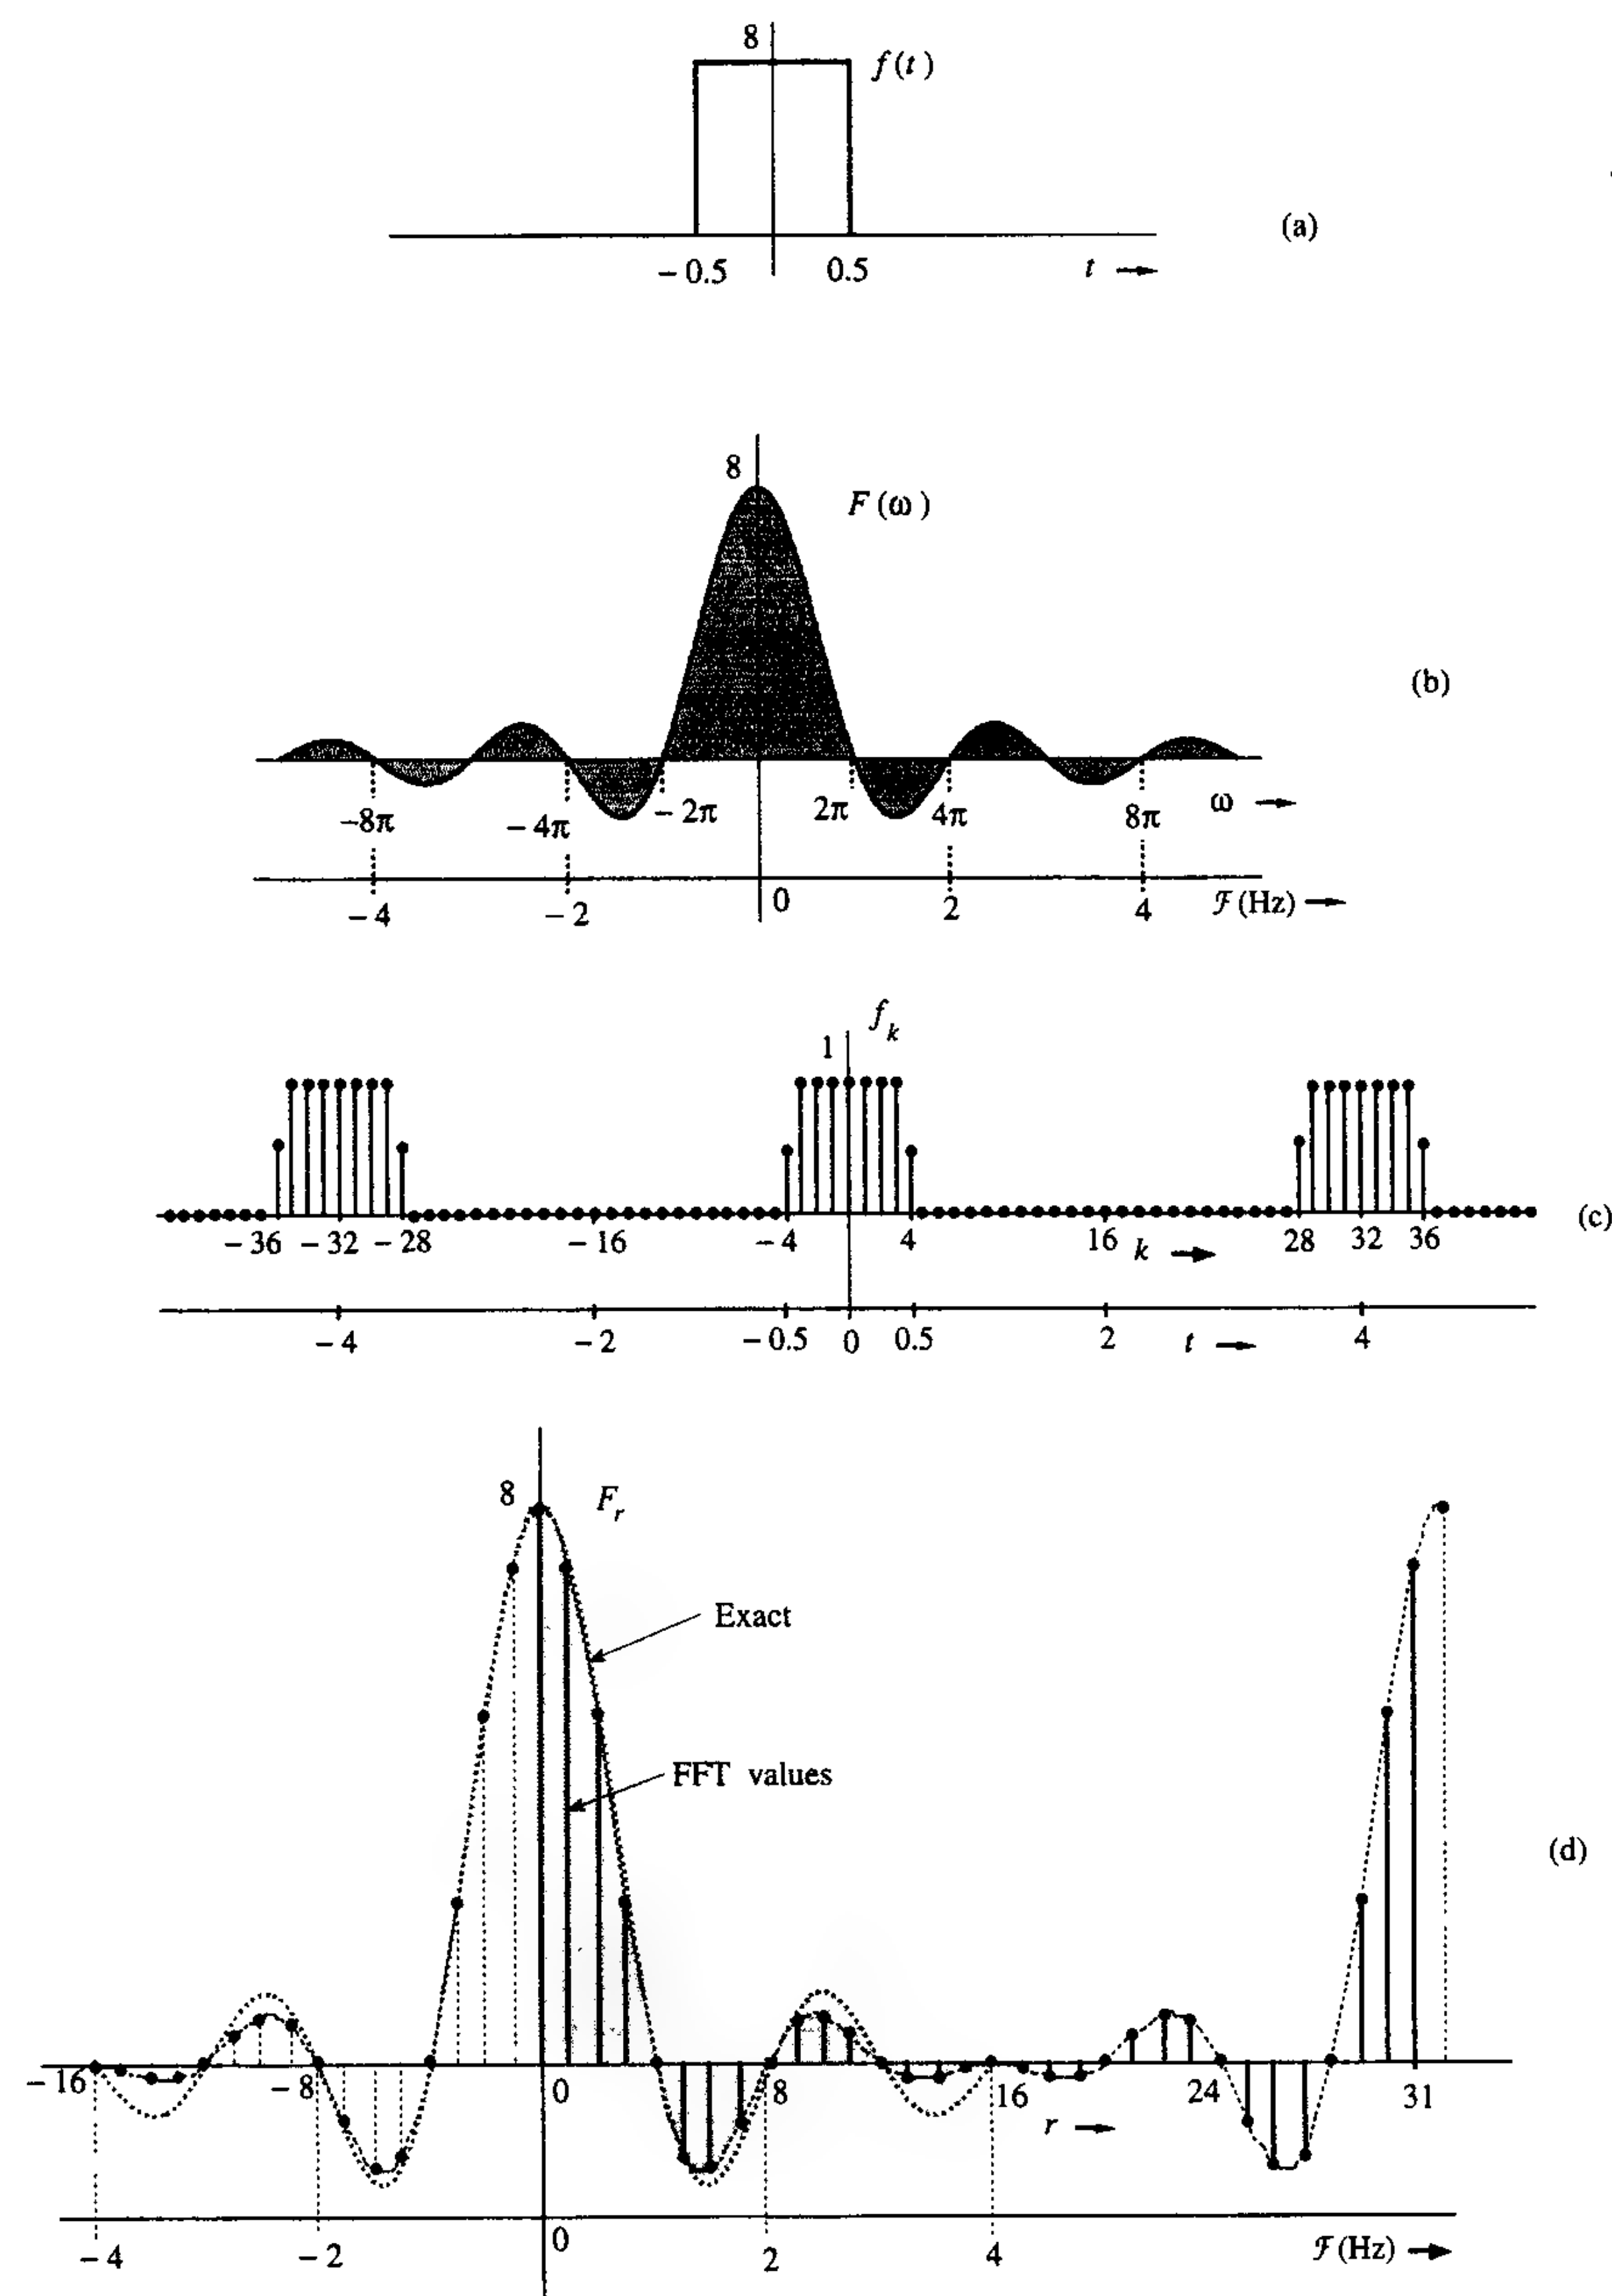 8
f(t)
(a)
– 0.5 0.5 t →
8
F(ω)
(b)
–8π – 4π – 2π 2π 4π 8π ω →
– 4 – 2 0 2 4 ℱ(Hz) →
f_k
1
(c)
– 36 – 32 – 28 – 16 – 4 4 16 k → 28 32 36
– 4 – 2 – 0.5 0 0.5 2 t → 4
8 F_r
Exact
FFT values
(d)
– 16 – 8 0 8 16 24 31
r →
– 4 – 2 0 2 4 ℱ(Hz) →